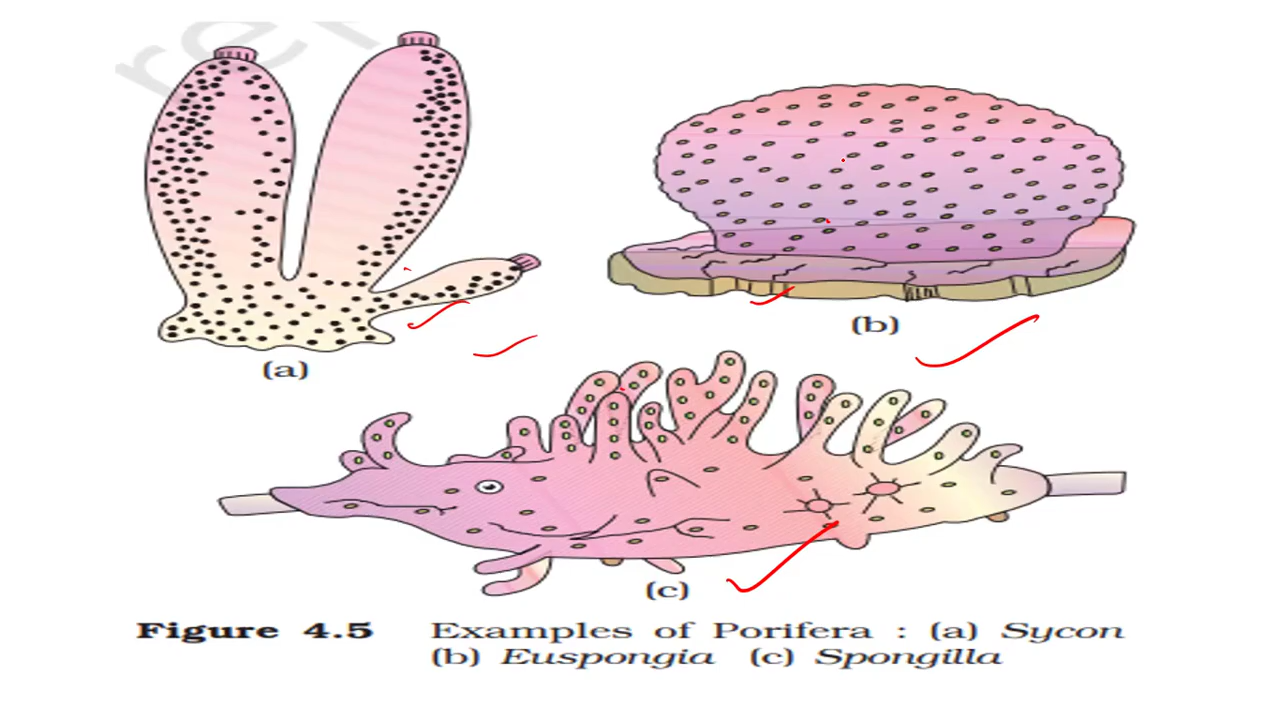 (a)
(b)
(c)
Figure 4.5 Examples of Porifera : (a) Sycon
(b) Euspongia (c) Spongilla